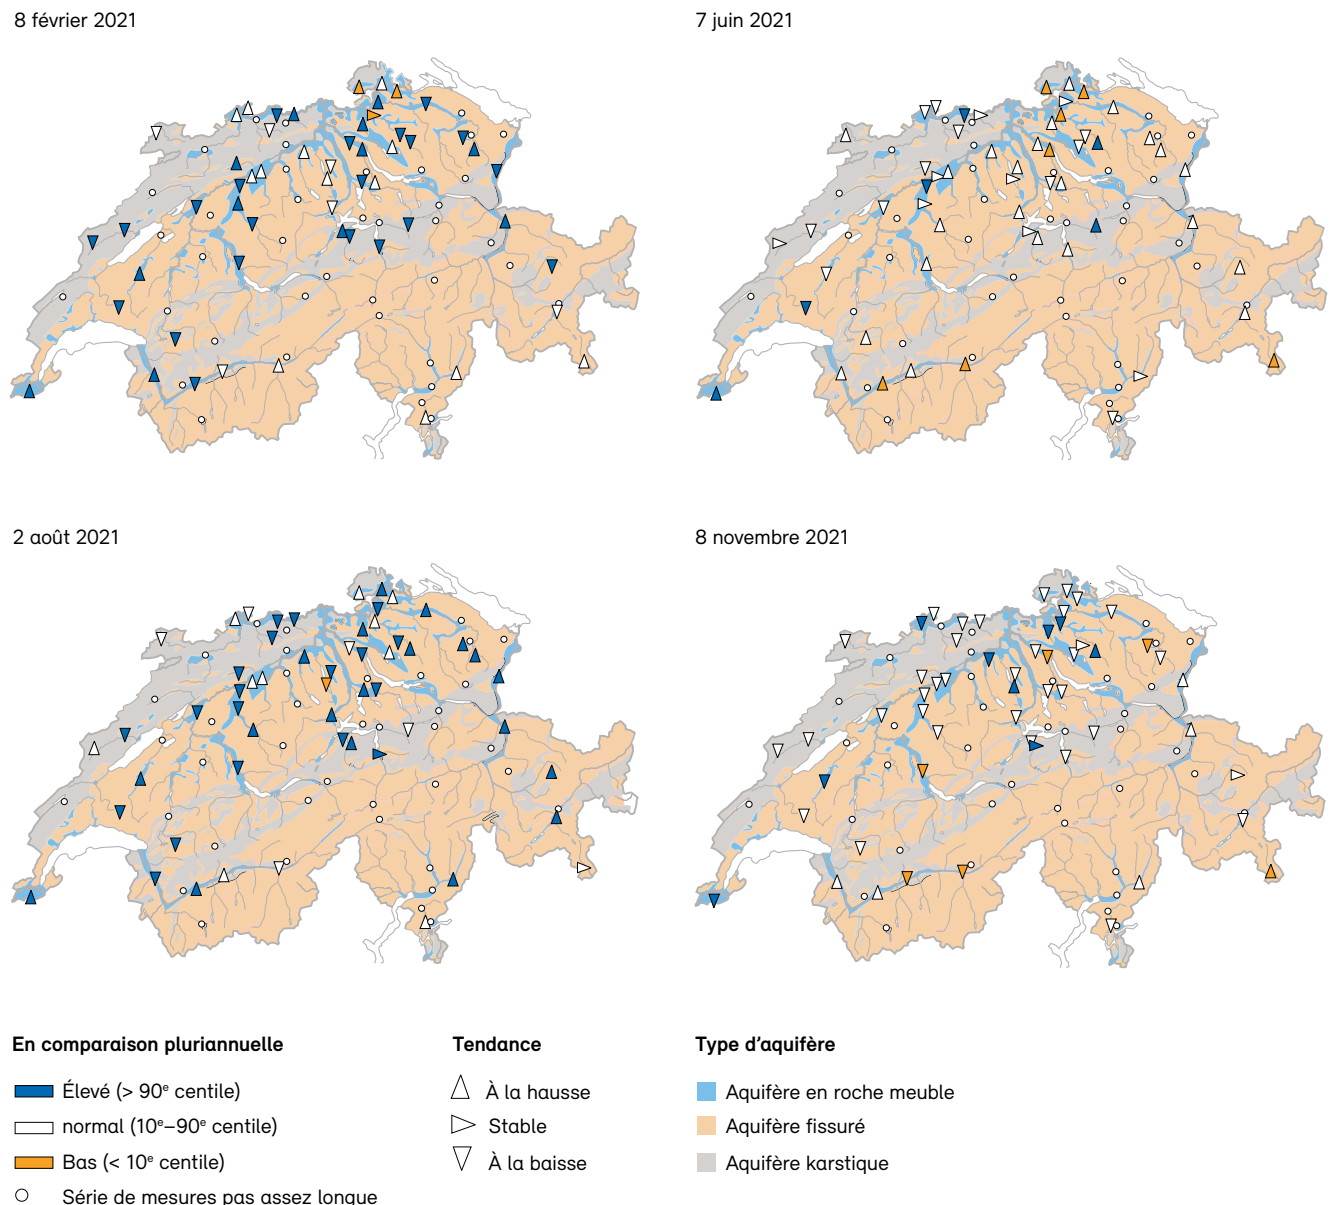 8 février 2021
7 juin 2021
2 août 2021
8 novembre 2021
En comparaison pluriannuelle
Élevé (> 90e centile)
normal (10e–90e centile)
Bas (< 10e centile)
Série de mesures pas assez longue
Tendance
À la hausse
Stable
À la baisse
Type d’aquifère
Aquifère en roche meuble
Aquifère fissuré
Aquifère karstique